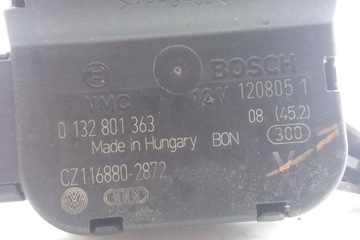 BOSCH
VMC 12V 120805 1
0 132 801 363 08 (45.2)
Made in Hungary BON 300
CZ116880-2872